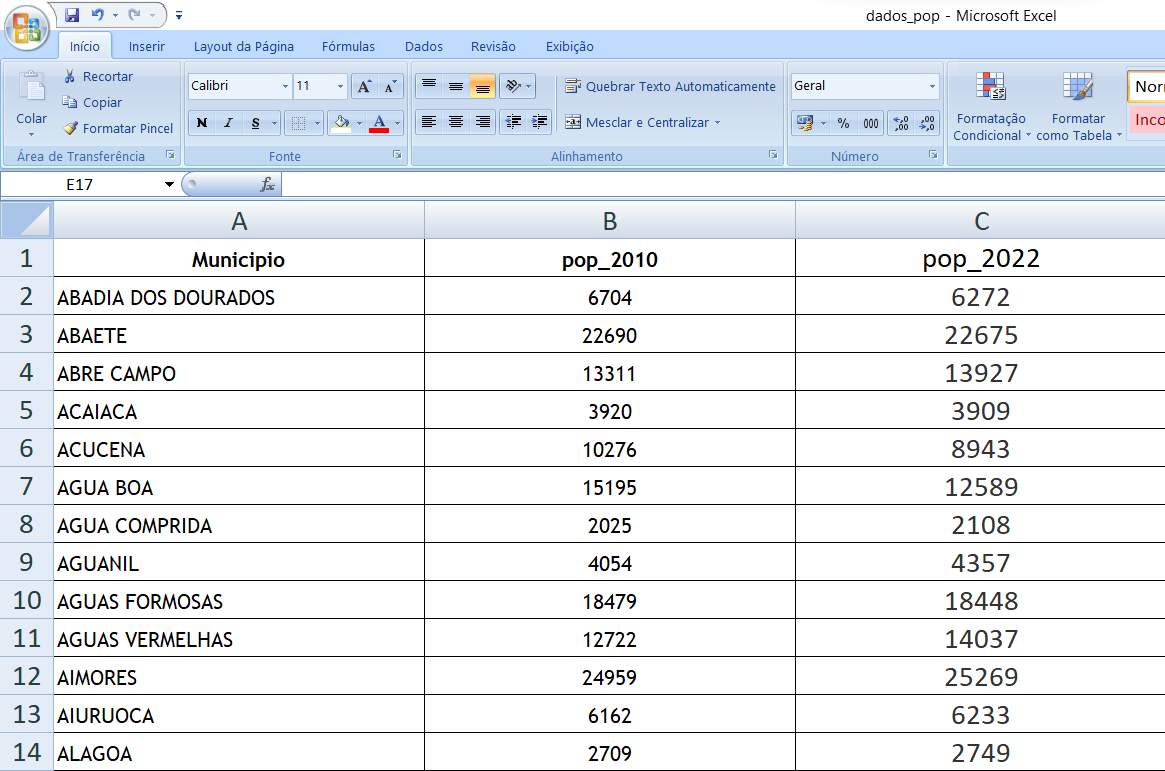 dados_pop - Microsoft Excel
Início Inserir Layout da Página Fórmulas Dados Revisão Exibição
Colar
Recortar
Copiar
Formatar Pincel
Área de Transferência
Calibri 11
N I S
Fonte
Quebrar Texto Automaticamente
Mesclar e Centralizar
Alinhamento
Geral
% 000
Número
Formatação Condicional
Formatar como Tabela
E17
A B C
1 Municipio pop_2010 pop_2022
2 ABADIA DOS DOURADOS 6704 6272
3 ABAETE 22690 22675
4 ABRE CAMPO 13311 13927
5 ACAIACA 3920 3909
6 ACUCENA 10276 8943
7 AGUA BOA 15195 12589
8 AGUA COMPRIDA 2025 2108
9 AGUANIL 4054 4357
10 AGUAS FORMOSAS 18479 18448
11 AGUAS VERMELHAS 12722 14037
12 AIMORES 24959 25269
13 AIURUOCA 6162 6233
14 ALAGOA 2709 2749